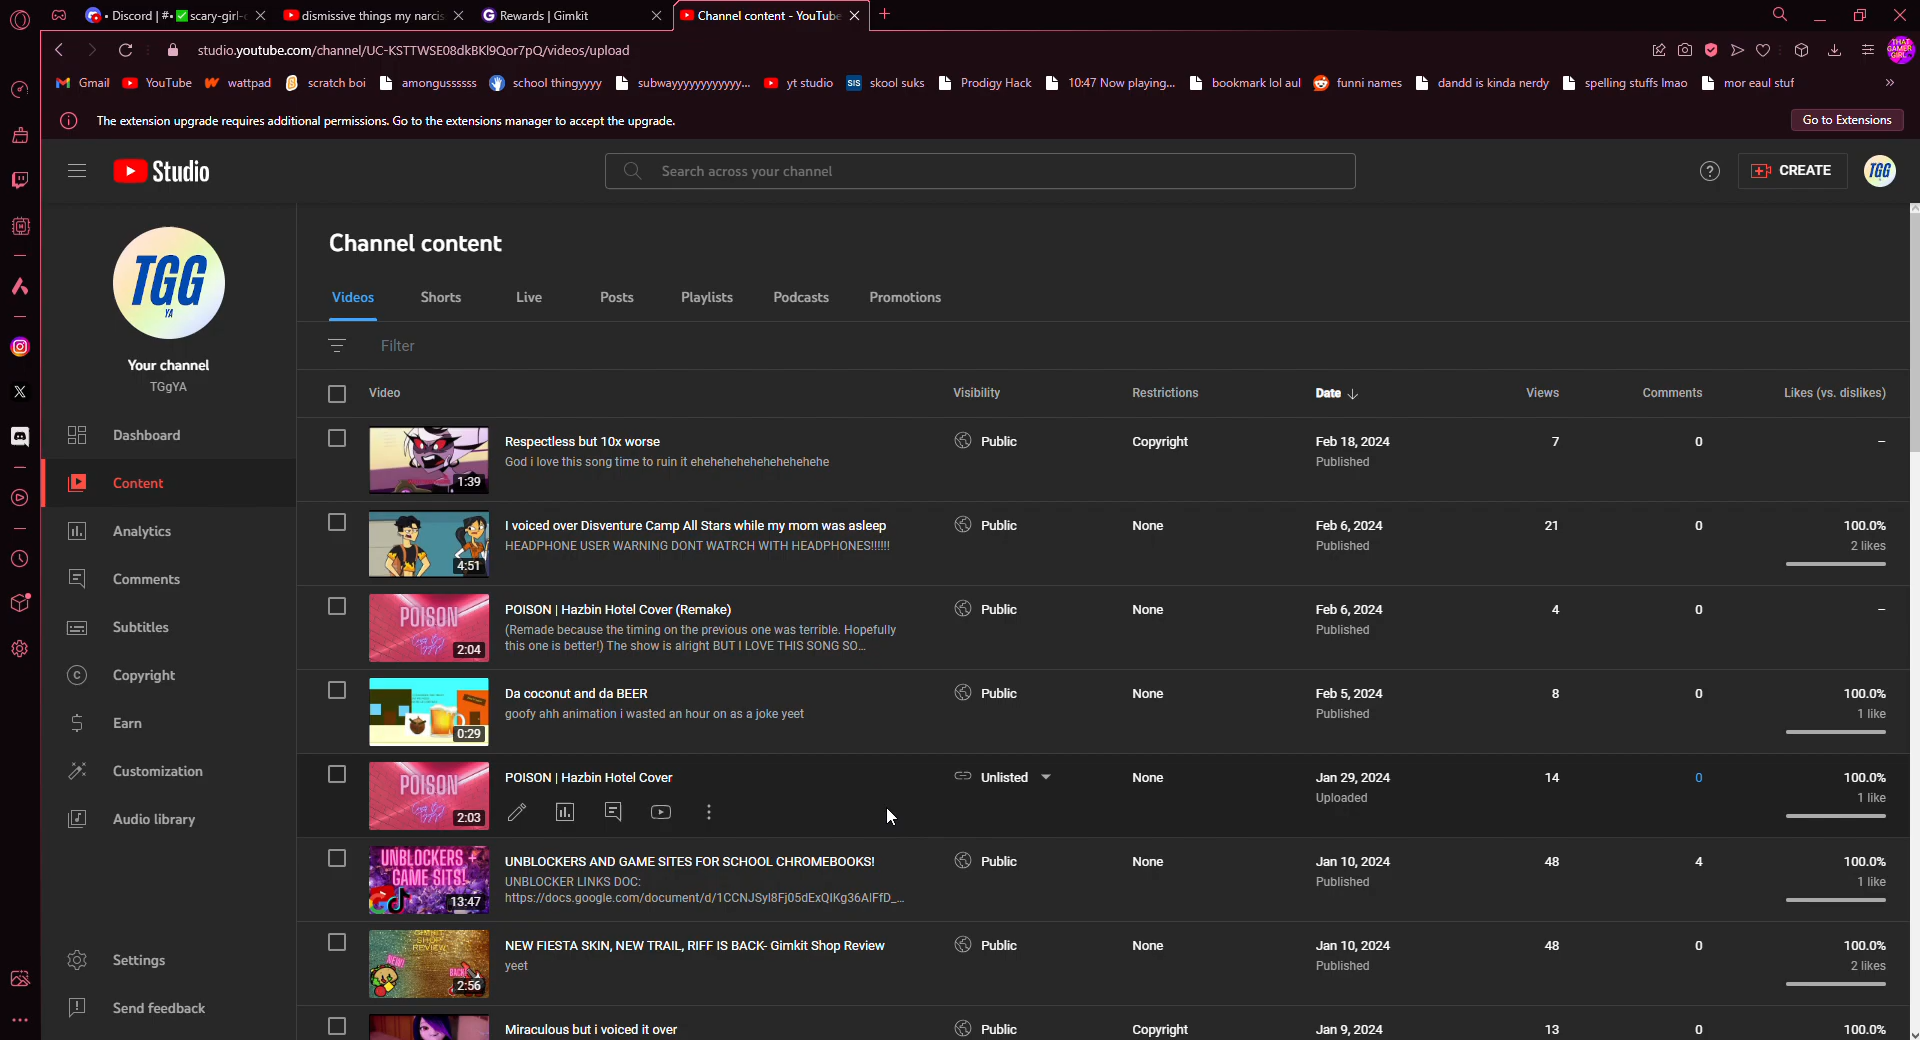 • Discord | #•✅scary-girl-
dismissive things my narcis
Rewards | Gimkit
Channel content - YouTube
studio.youtube.com/channel/UC-KSTTWSE08dkBKl9Qor7pQ/videos/upload
Gmail
YouTube
wattpad
scratch boi
amongussssss
school thingyyyy
subwayyyyyyyyyyyy...
yt studio
SIS skool suks
Prodigy Hack
10:47 Now playing...
bookmark lol aul
funni names
dandd is kinda nerdy
spelling stuffs lmao
mor eaul stuf
The extension upgrade requires additional permissions. Go to the extensions manager to accept the upgrade.
Go to Extensions
Studio
Search across your channel
CREATE
TGG
TGG
YA
Your channel
TGgYA
Dashboard
Content
Analytics
Comments
Subtitles
Copyright
Earn
Customization
Audio library
Settings
Send feedback
Channel content
Videos Shorts Live Posts Playlists Podcasts Promotions
Filter
Video Visibility Restrictions Date Views Comments Likes (vs. dislikes)
1:39
Respectless but 10x worse
God i love this song time to ruin it ehehehehehehehehehe
Public Copyright Feb 18, 2024 7 0 –
Published
4:51
I voiced over Disventure Camp All Stars while my mom was asleep
HEADPHONE USER WARNING DONT WATRCH WITH HEADPHONES!!!!!!
Public None Feb 6, 2024 21 0 100.0%
Published 2 likes
POISON
2:04
POISON | Hazbin Hotel Cover (Remake)
(Remade because the timing on the previous one was terrible. Hopefully
this one is better!) The show is alright BUT I LOVE THIS SONG SO...
Public None Feb 6, 2024 4 0 –
Published
0:29
Da coconut and da BEER
goofy ahh animation i wasted an hour on as a joke yeet
Public None Feb 5, 2024 8 0 100.0%
Published 1 like
POISON
2:03
POISON | Hazbin Hotel Cover
Unlisted None Jan 29, 2024 14 0 100.0%
Uploaded 1 like
UNBLOCKERS +
GAME SITS!
13:47
UNBLOCKERS AND GAME SITES FOR SCHOOL CHROMEBOOKS!
UNBLOCKER LINKS DOC:
https://docs.google.com/document/d/1CCNJSyl8Fj05dExQIKg36AIFfD_...
Public None Jan 10, 2024 48 4 100.0%
Published 1 like
GIMKIT
SHOP
REVIEW
NEW!
BACK!
2:56
NEW FIESTA SKIN, NEW TRAIL, RIFF IS BACK- Gimkit Shop Review
yeet
Public None Jan 10, 2024 48 0 100.0%
Published 2 likes
Miraculous but i voiced it over
Public Copyright Jan 9, 2024 13 0 100.0%